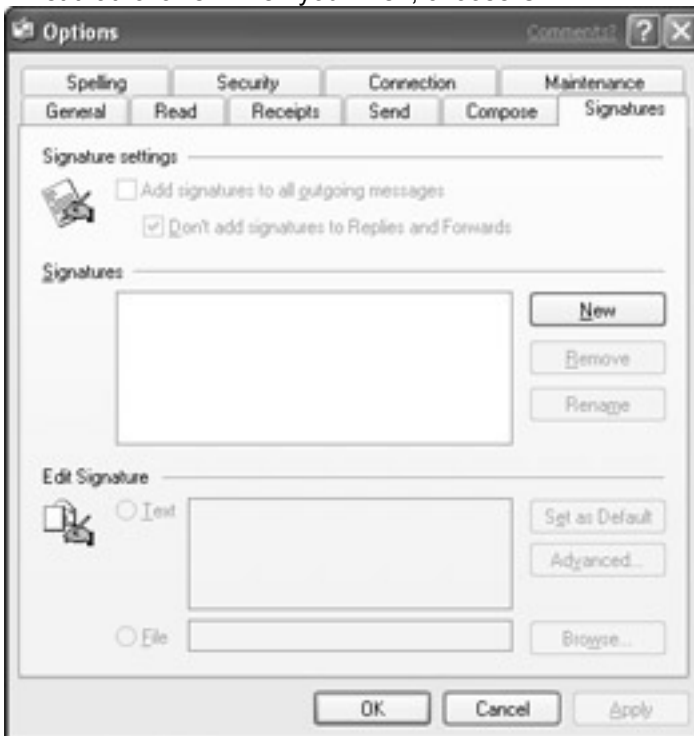 Options Comments? ?
Spelling Security Connection Maintenance
General Read Receipts Send Compose Signatures
Signature settings
Add signatures to all outgoing messages
Don't add signatures to Replies and Forwards
Signatures
New
Remove
Rename
Edit Signature
Text
Set as Default
Advanced...
File
Browse...
OK Cancel Apply